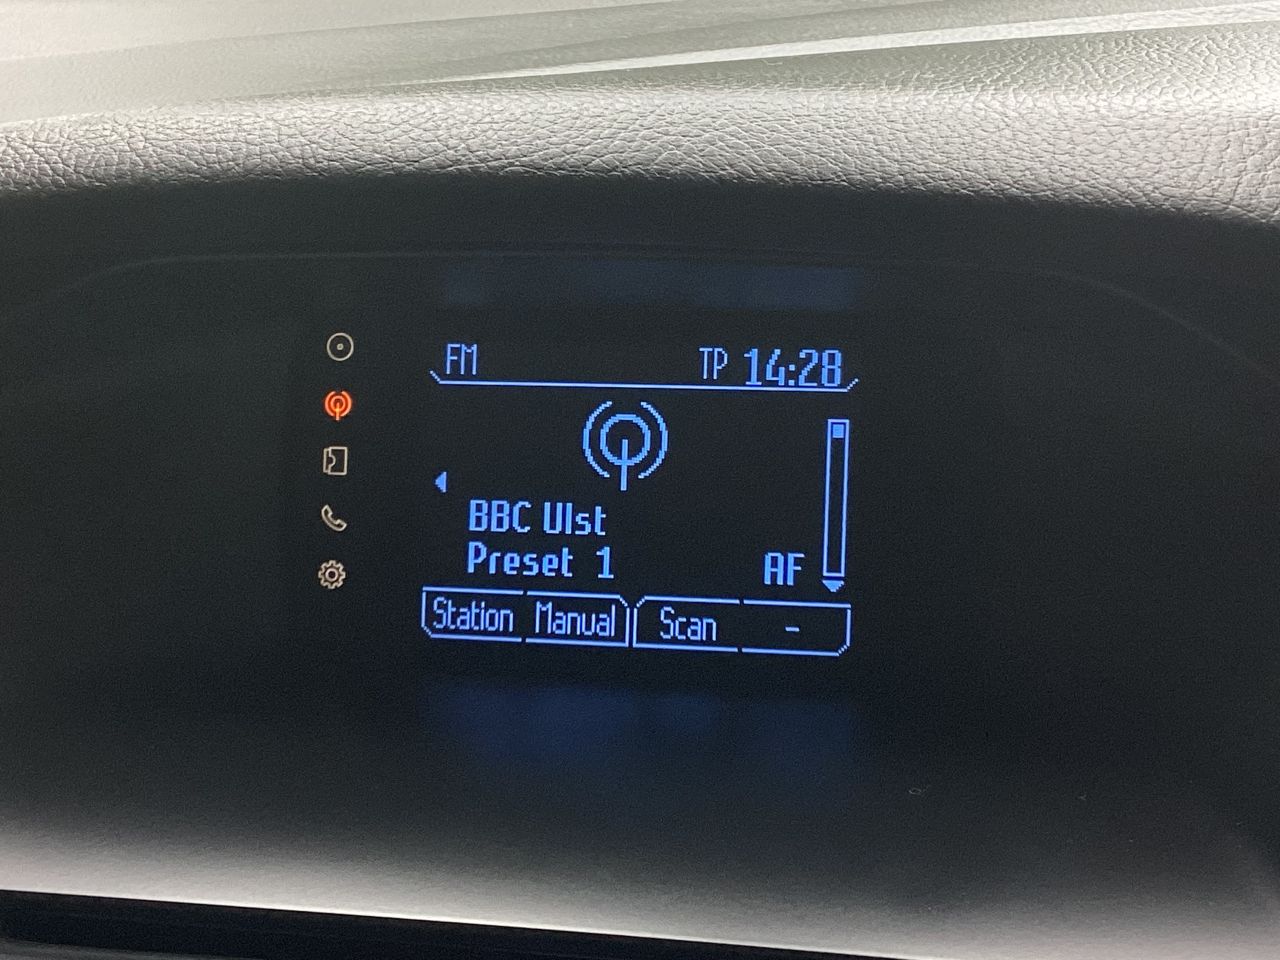 FM TP 14:28
BBC Ulst
Preset 1 AF
Station Manual Scan -